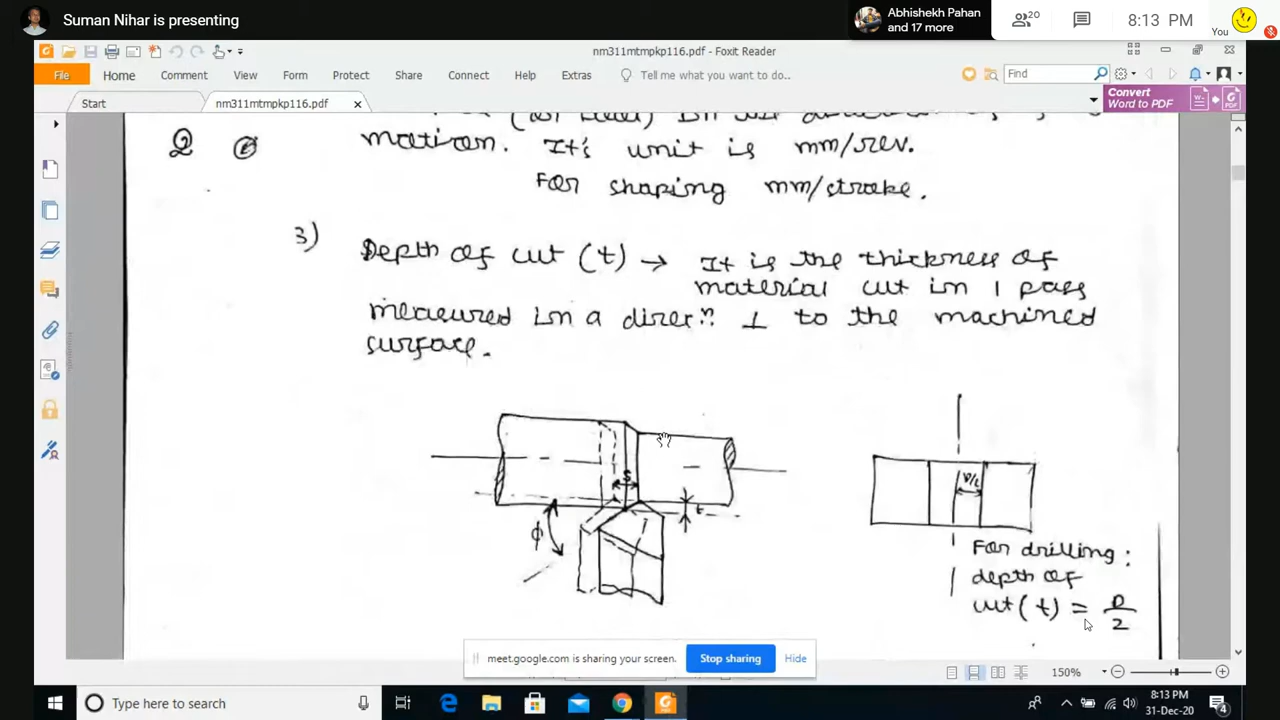 Suman Nihar is presenting
Abhishekh Pahan
and 17 more
20
8:13 PM
You
nm311mtmpkp116.pdf - Foxit Reader
File
Home
Comment
View
Form
Protect
Share
Connect
Help
Extras
Tell me what you want to do..
Find
Start
nm311mtmpkp116.pdf
Convert
Word to PDF
motion. It's unit is mm/rev.
For shaping mm/stroke.
3)
Depth of cut (t) → It is the thickness of
material cut in 1 pass
measured in a direcⁿ ⊥ to the machined
surface.
S
t
φ
D/2
For drilling:
depth of
cut (t) = D/2
meet.google.com is sharing your screen.
Stop sharing
Hide
150%
Type here to search
8:13 PM
31-Dec-20
4